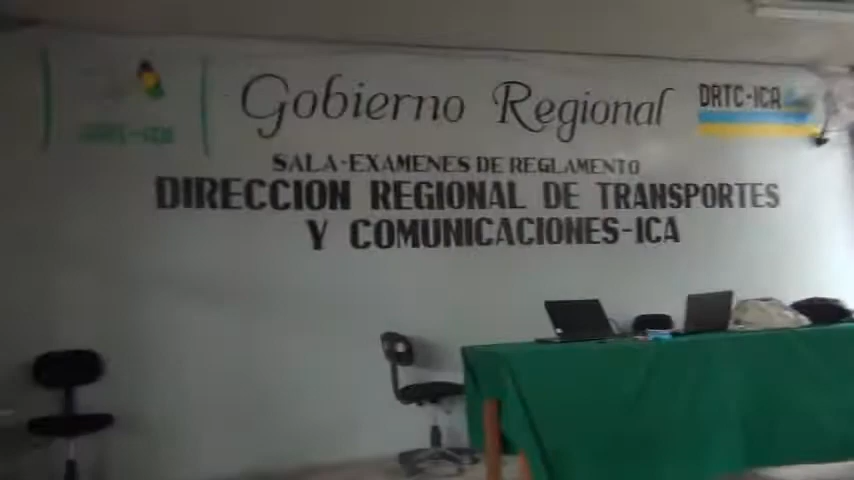 Gobierno Regional
DRTC-ICA
SALA-EXAMENES DE REGLAMENTO
DIRECCION REGIONAL DE TRANSPORTES
Y COMUNICACIONES-ICA